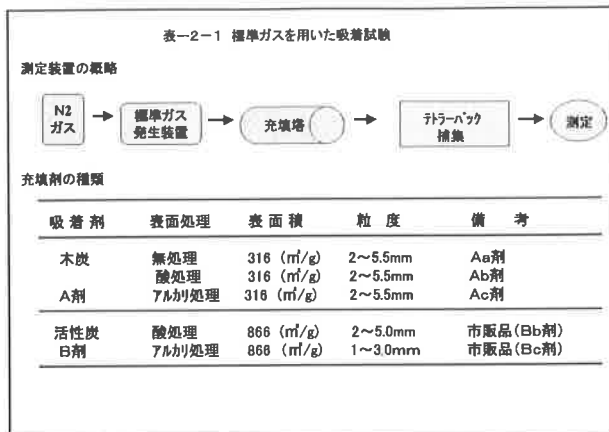 表-2-1 標準ガスを用いた吸着試験
測定装置の概略
N2 ガス → 標準ガス 発生装置 → 充填塔 → テトラーパック 捕集 → 測定
充填剤の種類
吸着剤 表面処理 表面積 粒度 備考
木炭 無処理 316 (㎡/g) 2～5.5mm Aa剤
酸処理 316 (㎡/g) 2～5.5mm Ab剤
A剤 アルカリ処理 316 (㎡/g) 2～5.5mm Ac剤
活性炭 酸処理 866 (㎡/g) 2～5.0mm 市販品(Bb剤)
B剤 アルカリ処理 866 (㎡/g) 1～3.0mm 市販品(Bc剤)